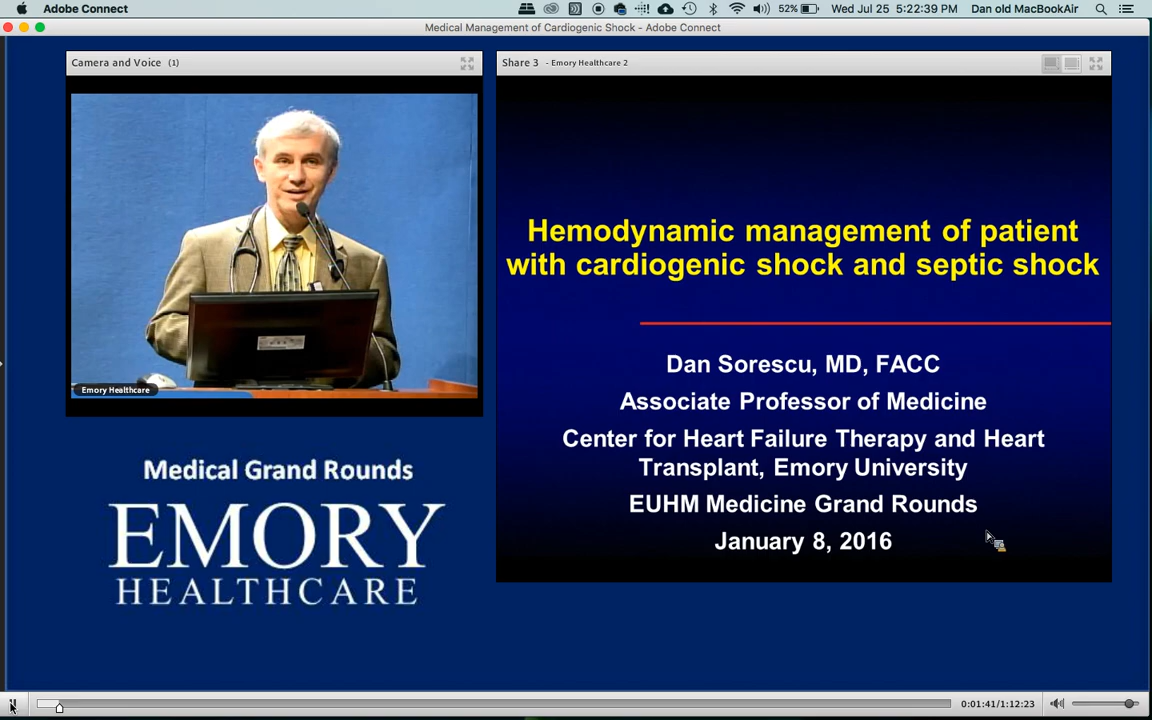 Adobe Connect
52%
Wed Jul 25 5:22:39 PM
Dan old MacBookAir
Medical Management of Cardiogenic Shock - Adobe Connect
Camera and Voice (1)
Share 3 - Emory Healthcare 2
Emory Healthcare
Hemodynamic management of patient
with cardiogenic shock and septic shock
Dan Sorescu, MD, FACC
Associate Professor of Medicine
Center for Heart Failure Therapy and Heart
Transplant, Emory University
EUHM Medicine Grand Rounds
January 8, 2016
Medical Grand Rounds
EMORY
HEALTHCARE
0:01:41/1:12:23